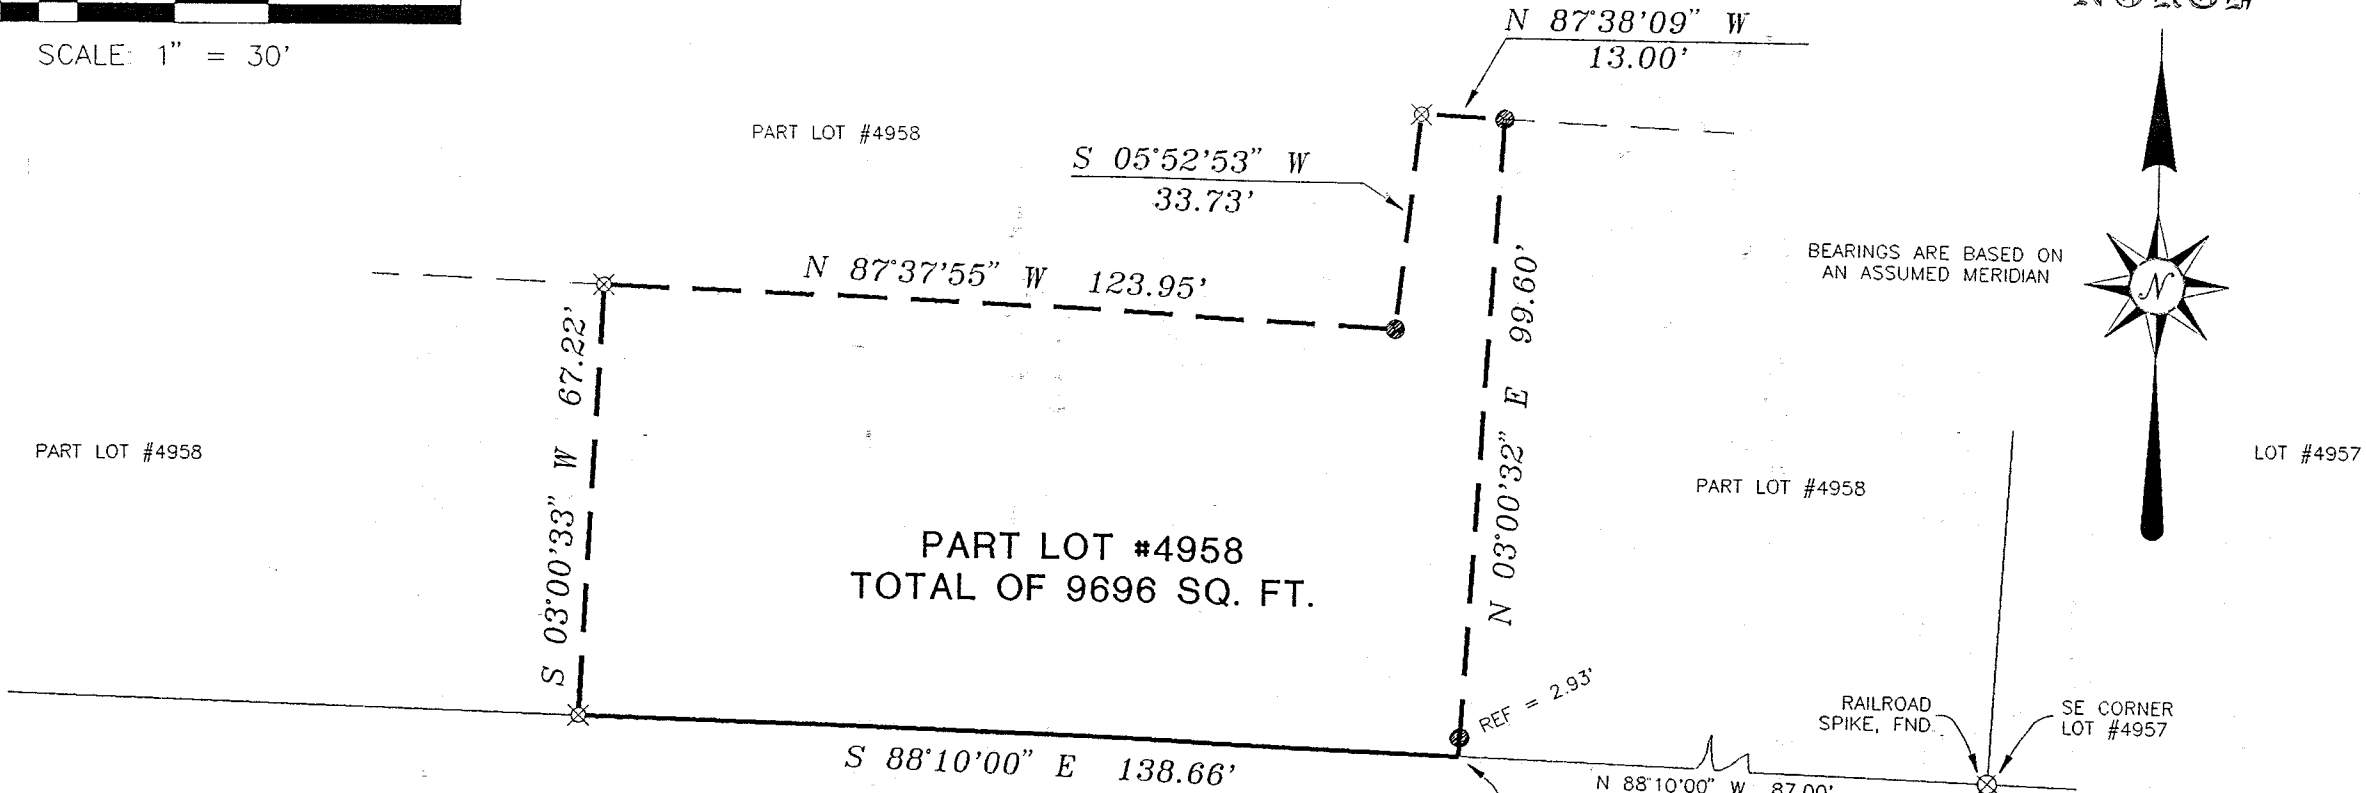 SCALE: 1" = 30'
N 87°38'09" W
13.00'
PART LOT #4958
S 05°52'53" W
33.73'
BEARINGS ARE BASED ON
AN ASSUMED MERIDIAN
N
N 87°37'55" W 123.95'
S 03°00'33" W 67.22'
N 03°00'32" E 99.60'
PART LOT #4958
LOT #4957
PART LOT #4958
PART LOT #4958
TOTAL OF 9696 SQ. FT.
REF = 2.93'
RAILROAD
SPIKE, FND.
SE CORNER
LOT #4957
S 88°10'00" E 138.66'
N 88°10'00" W 87.00'